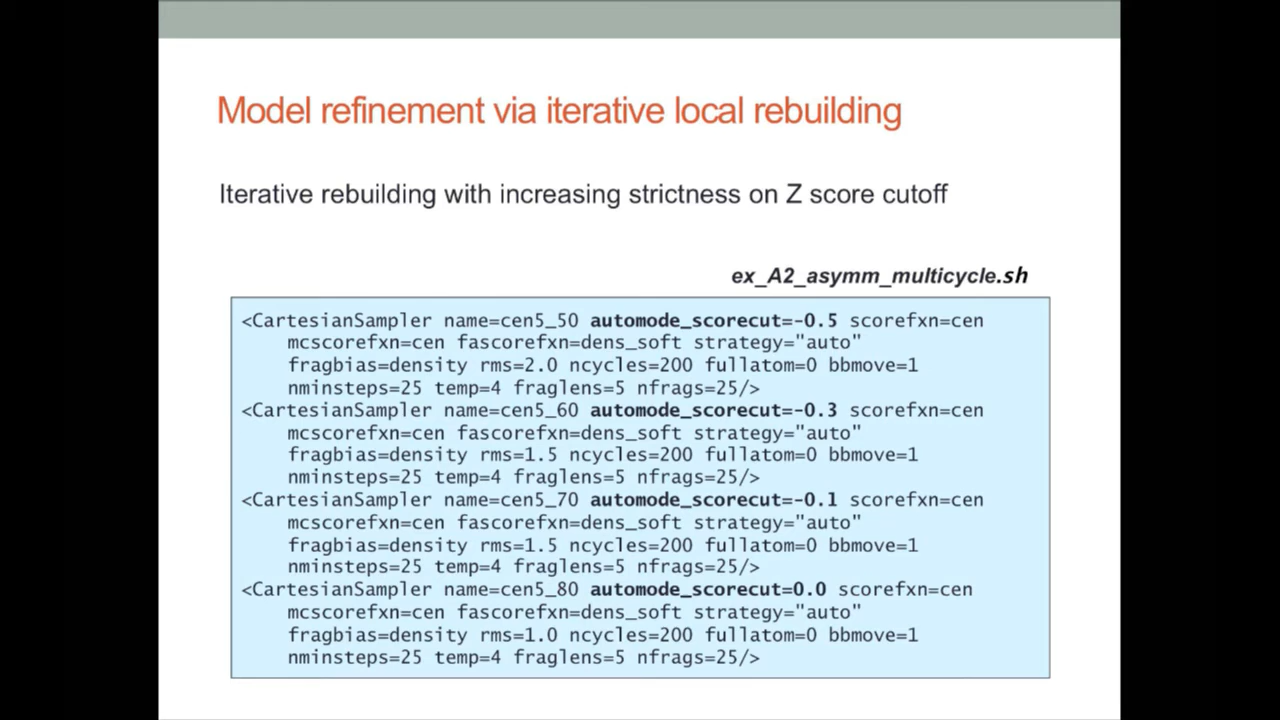 Model refinement via iterative local rebuilding
Iterative rebuilding with increasing strictness on Z score cutoff
ex_A2_asymm_multicycle.sh
<CartesianSampler name=cen5_50 automode_scorecut=-0.5 scorefxn=cen
mcscorefxn=cen fascorefxn=dens_soft strategy="auto"
fragbias=density rms=2.0 ncycles=200 fullatom=0 bbmove=1
nminsteps=25 temp=4 fraglens=5 nfrags=25/>
<CartesianSampler name=cen5_60 automode_scorecut=-0.3 scorefxn=cen
mcscorefxn=cen fascorefxn=dens_soft strategy="auto"
fragbias=density rms=1.5 ncycles=200 fullatom=0 bbmove=1
nminsteps=25 temp=4 fraglens=5 nfrags=25/>
<CartesianSampler name=cen5_70 automode_scorecut=-0.1 scorefxn=cen
mcscorefxn=cen fascorefxn=dens_soft strategy="auto"
fragbias=density rms=1.5 ncycles=200 fullatom=0 bbmove=1
nminsteps=25 temp=4 fraglens=5 nfrags=25/>
<CartesianSampler name=cen5_80 automode_scorecut=0.0 scorefxn=cen
mcscorefxn=cen fascorefxn=dens_soft strategy="auto"
fragbias=density rms=1.0 ncycles=200 fullatom=0 bbmove=1
nminsteps=25 temp=4 fraglens=5 nfrags=25/>